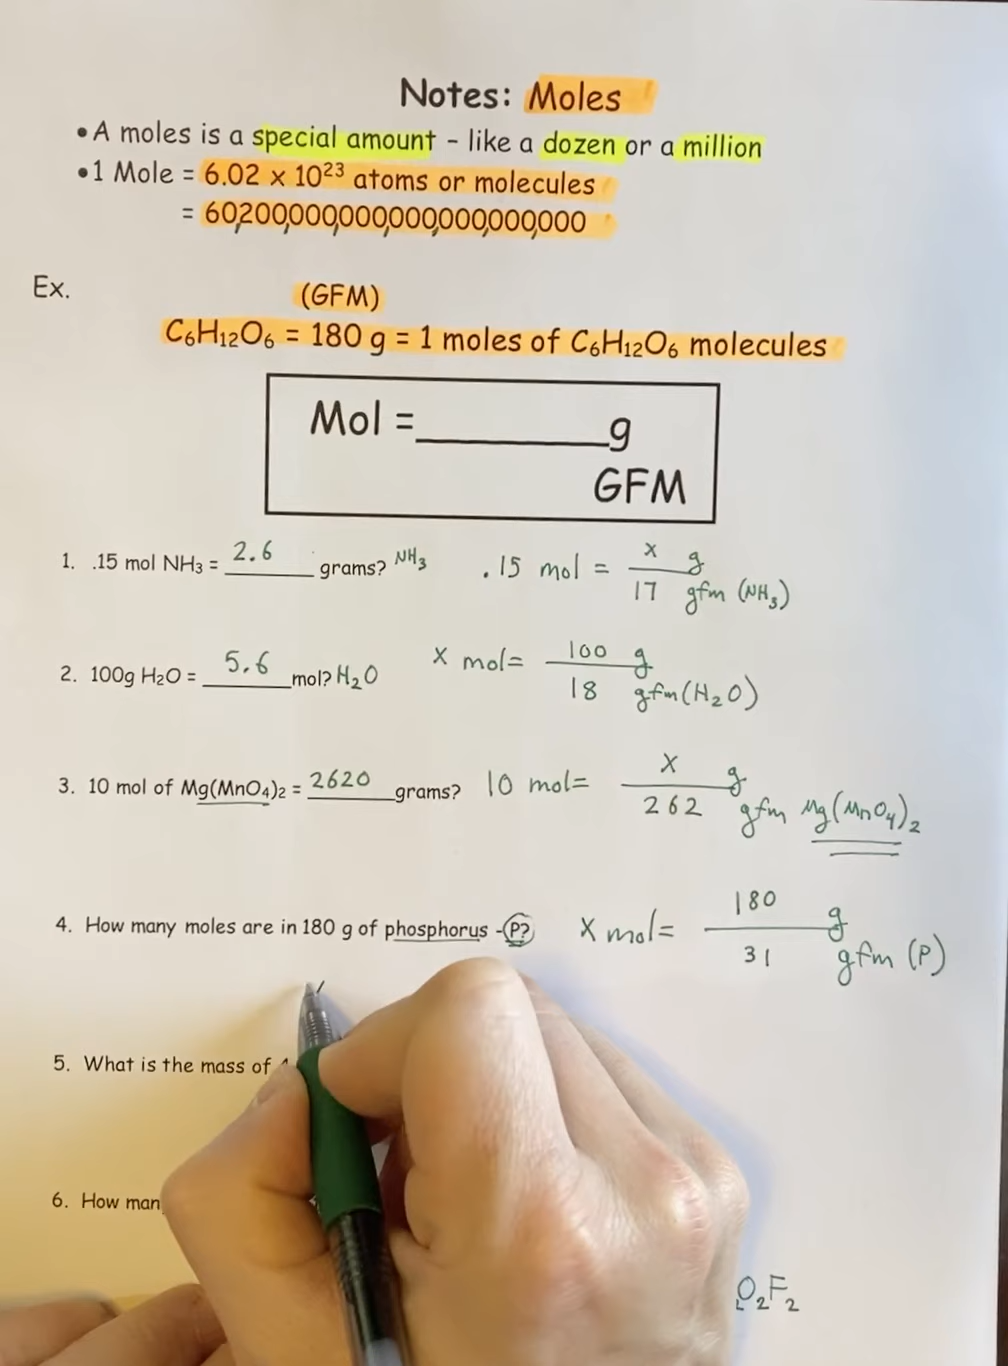 Notes: Moles
• A moles is a special amount - like a dozen or a million
• 1 Mole = 6.02 x 10²³ atoms or molecules
= 60,200,000,000,000,000,000,000
Ex.
(GFM)
C₆H₁₂O₆ = 180 g = 1 moles of C₆H₁₂O₆ molecules
Mol = ________ g
GFM
1. .15 mol NH₃ = 2.6 grams? NH₃ .15 mol = x g
17 gfm (NH₃)
2. 100g H₂O = 5.6 mol? H₂O x mol= 100 g
18 gfm (H₂O)
3. 10 mol of Mg(MnO₄)₂ = 2620 grams? 10 mol= x g
262 gfm Mg(MnO₄)₂
4. How many moles are in 180 g of phosphorus -P? x mol= 180 g
31 gfm (P)
5. What is the mass of
6. How
O₂F₂